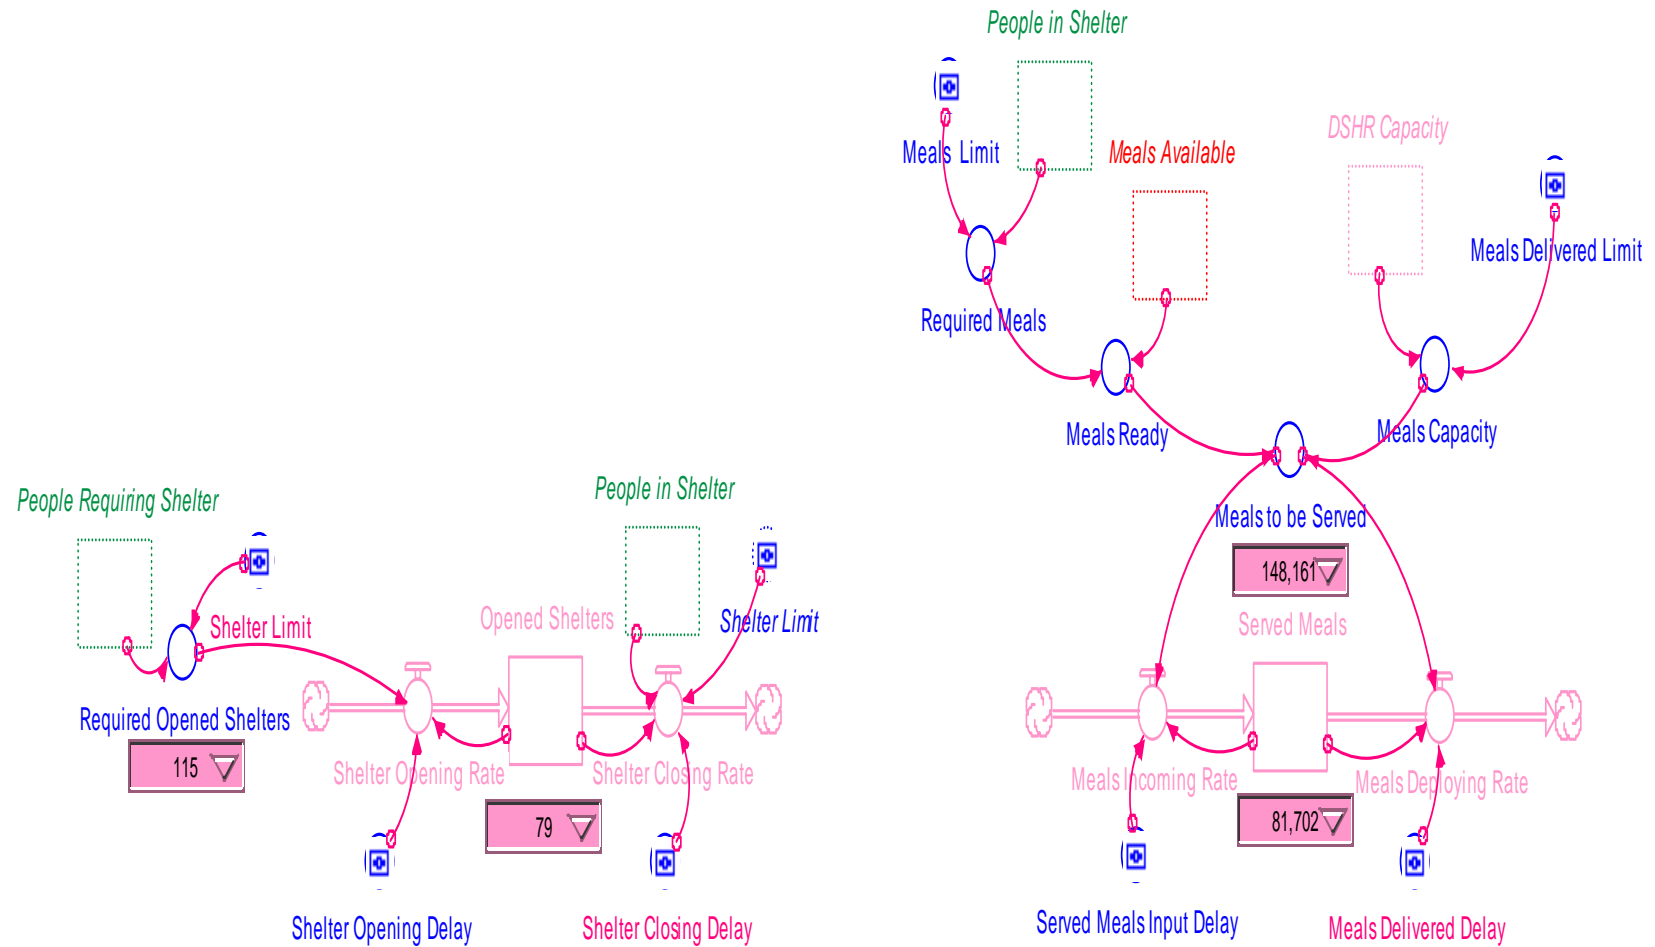 People in Shelter
DSHR Capacity
Meals Limit
Meals Available
Meals Delivered Limit
Required Meals
Meals Ready
Meals Capacity
People Requiring Shelter
People in Shelter
Meals to be Served
148,161
Shelter Limit
Opened Shelters
Shelter Limit
Served Meals
Required Opened Shelters
115
Shelter Opening Rate
Shelter Closing Rate
Meals Incoming Rate
Meals Deploying Rate
79
81,702
Shelter Opening Delay
Shelter Closing Delay
Served Meals Input Delay
Meals Delivered Delay